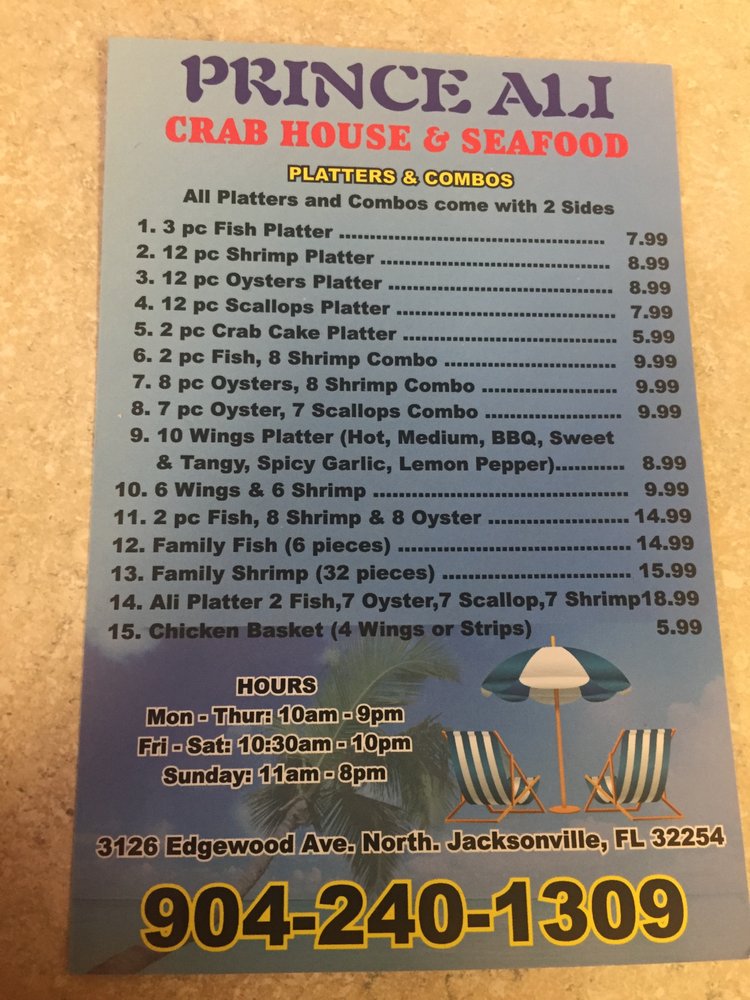 PRINCE ALI
CRAB HOUSE & SEAFOOD
PLATTERS & COMBOS
All Platters and Combos come with 2 Sides
1. 3 pc Fish Platter ............................................ 7.99
2. 12 pc Shrimp Platter ...................................... 8.99
3. 12 pc Oysters Platter ..................................... 8.99
4. 12 pc Scallops Platter .................................... 7.99
5. 2 pc Crab Cake Platter ................................... 5.99
6. 2 pc Fish, 8 Shrimp Combo ............................ 9.99
7. 8 pc Oysters, 8 Shrimp Combo ...................... 9.99
8. 7 pc Oyster, 7 Scallops Combo ...................... 9.99
9. 10 Wings Platter (Hot, Medium, BBQ, Sweet
& Tangy, Spicy Garlic, Lemon Pepper)........... 8.99
10. 6 Wings & 6 Shrimp ......................................... 9.99
11. 2 pc Fish, 8 Shrimp & 8 Oyster ....................... 14.99
12. Family Fish (6 pieces) ..................................... 14.99
13. Family Shrimp (32 pieces) .............................. 15.99
14. Ali Platter 2 Fish,7 Oyster,7 Scallop,7 Shrimp18.99
15. Chicken Basket (4 Wings or Strips) 5.99
HOURS
Mon - Thur: 10am - 9pm
Fri - Sat: 10:30am - 10pm
Sunday: 11am - 8pm
3126 Edgewood Ave. North. Jacksonville, FL 32254
904-240-1309